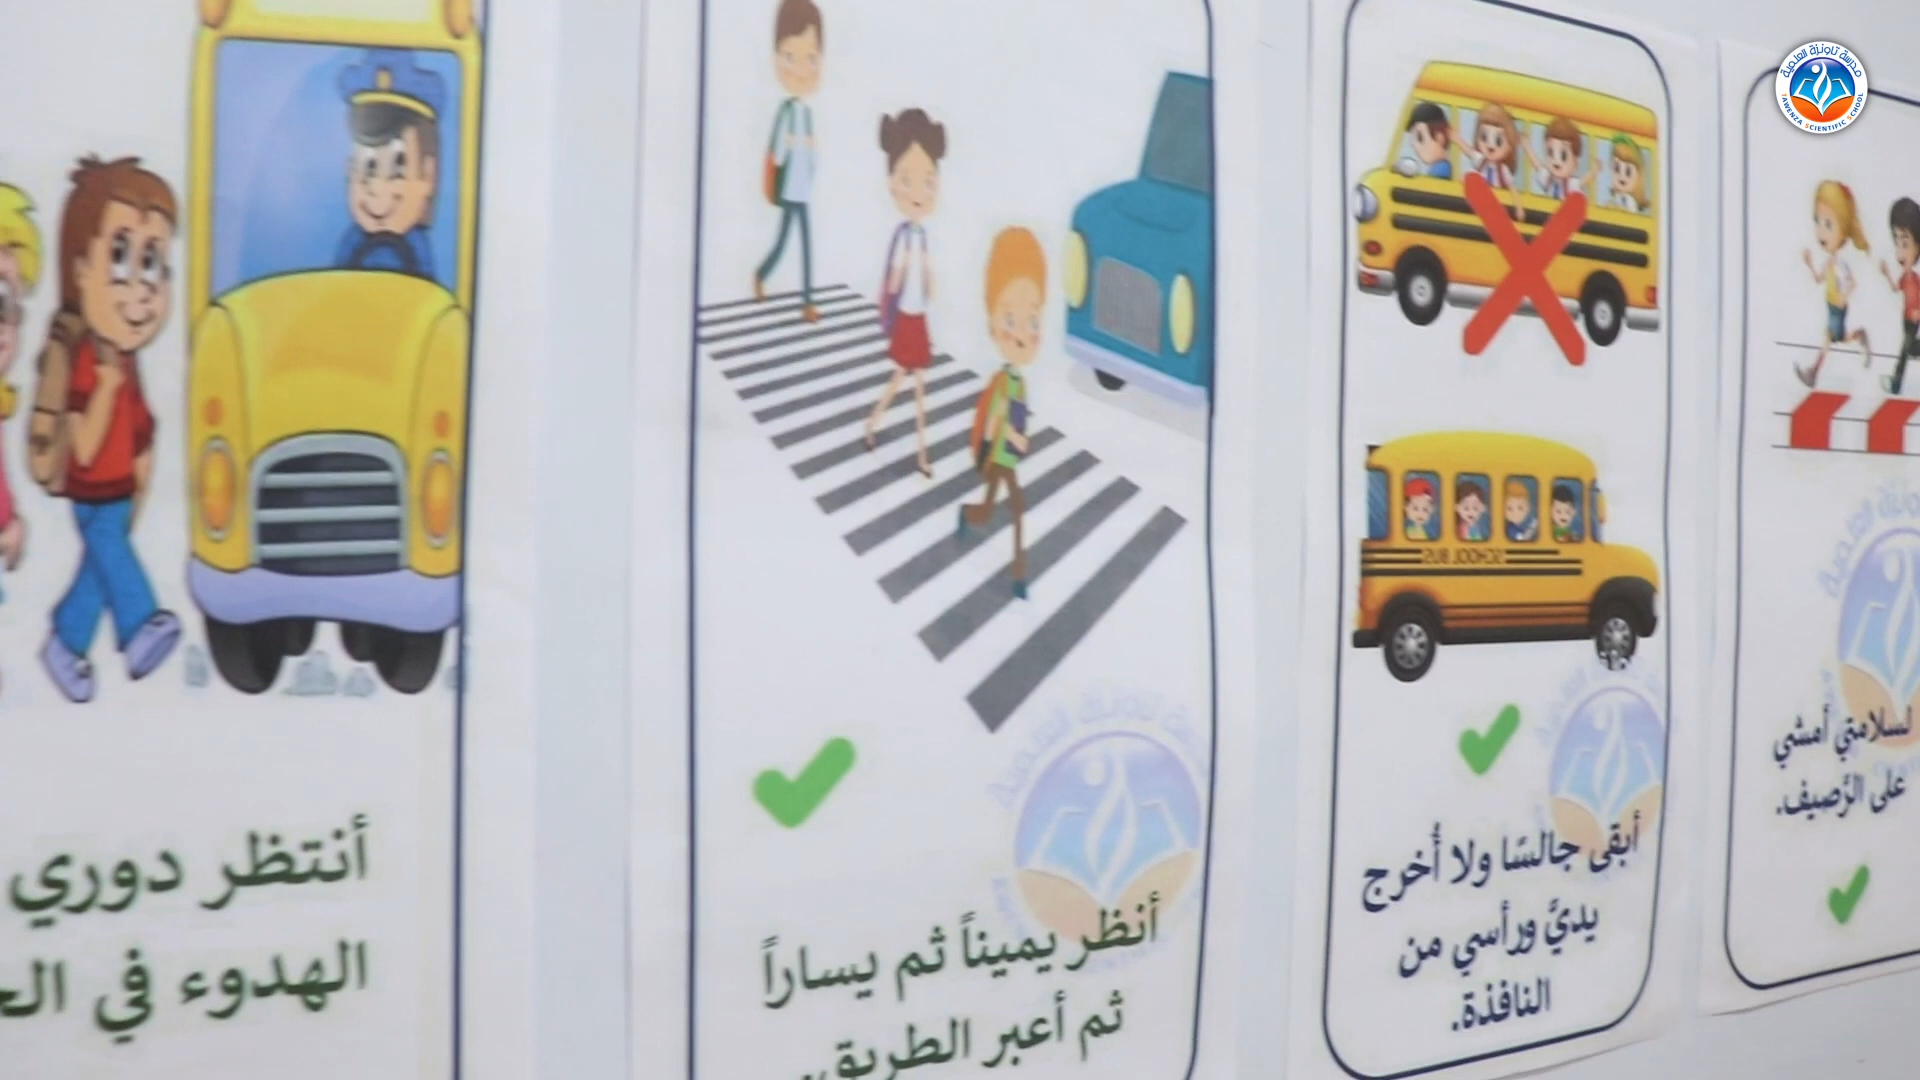 مدرسة تاونزة العلمية
TAWENZA SCIENTIFIC SCHOOL
لسلامتي أمشي
على الرَّصيف.
SCHOOL BUS
أبقى جالسًا ولا أُخرج
يديَّ ورأسي من
النافذة.
أنظر يميناً ثم يساراً
ثم أعبر الطريق.
أنتظر دوري
الهدوء في